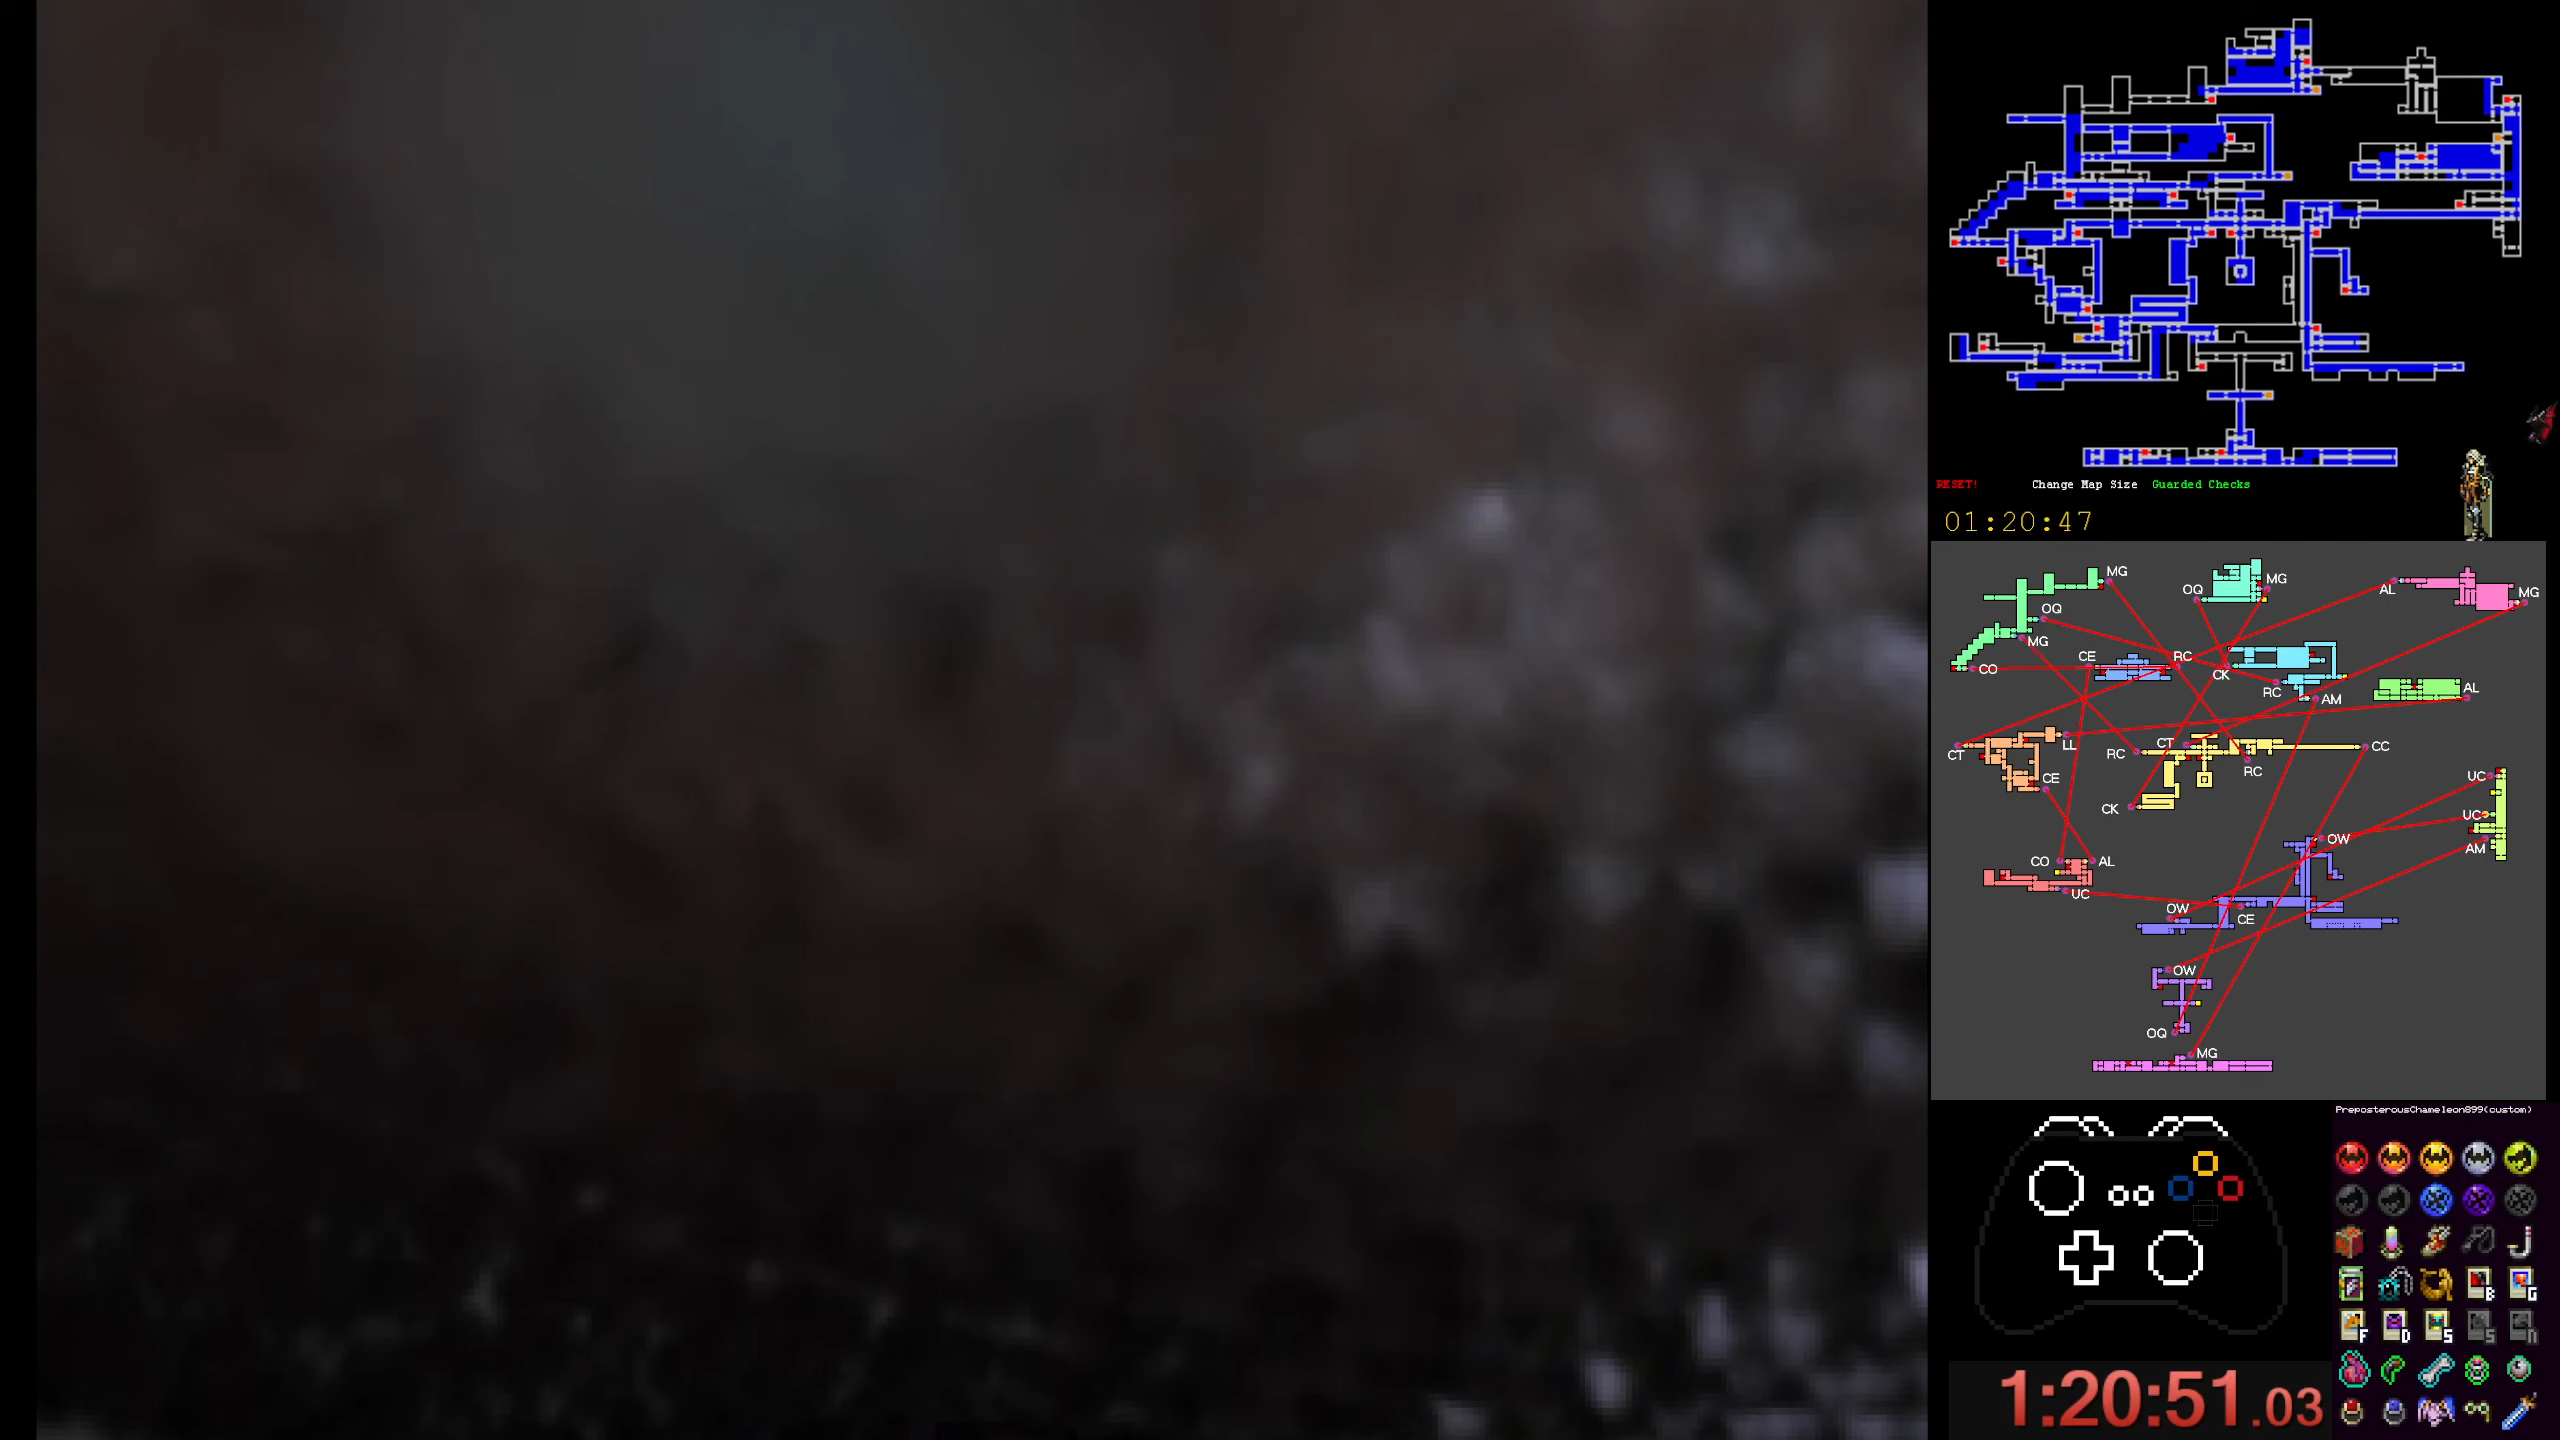 RESET! Change Map Size Guarded Checks
01:20:47
MG
MG
OQ
AL
MG
OQ
MG
CO
CE
RC
CK
RC
AM
AL
CT
LL
CE
RC
CT
RC
CC
CK
UC
UC
AM
OW
CO
AL
UC
OW
CE
OW
OQ
MG
PreposterousChameleon899(custom)
B
G
F
D
S
S
n
1:20:51.03